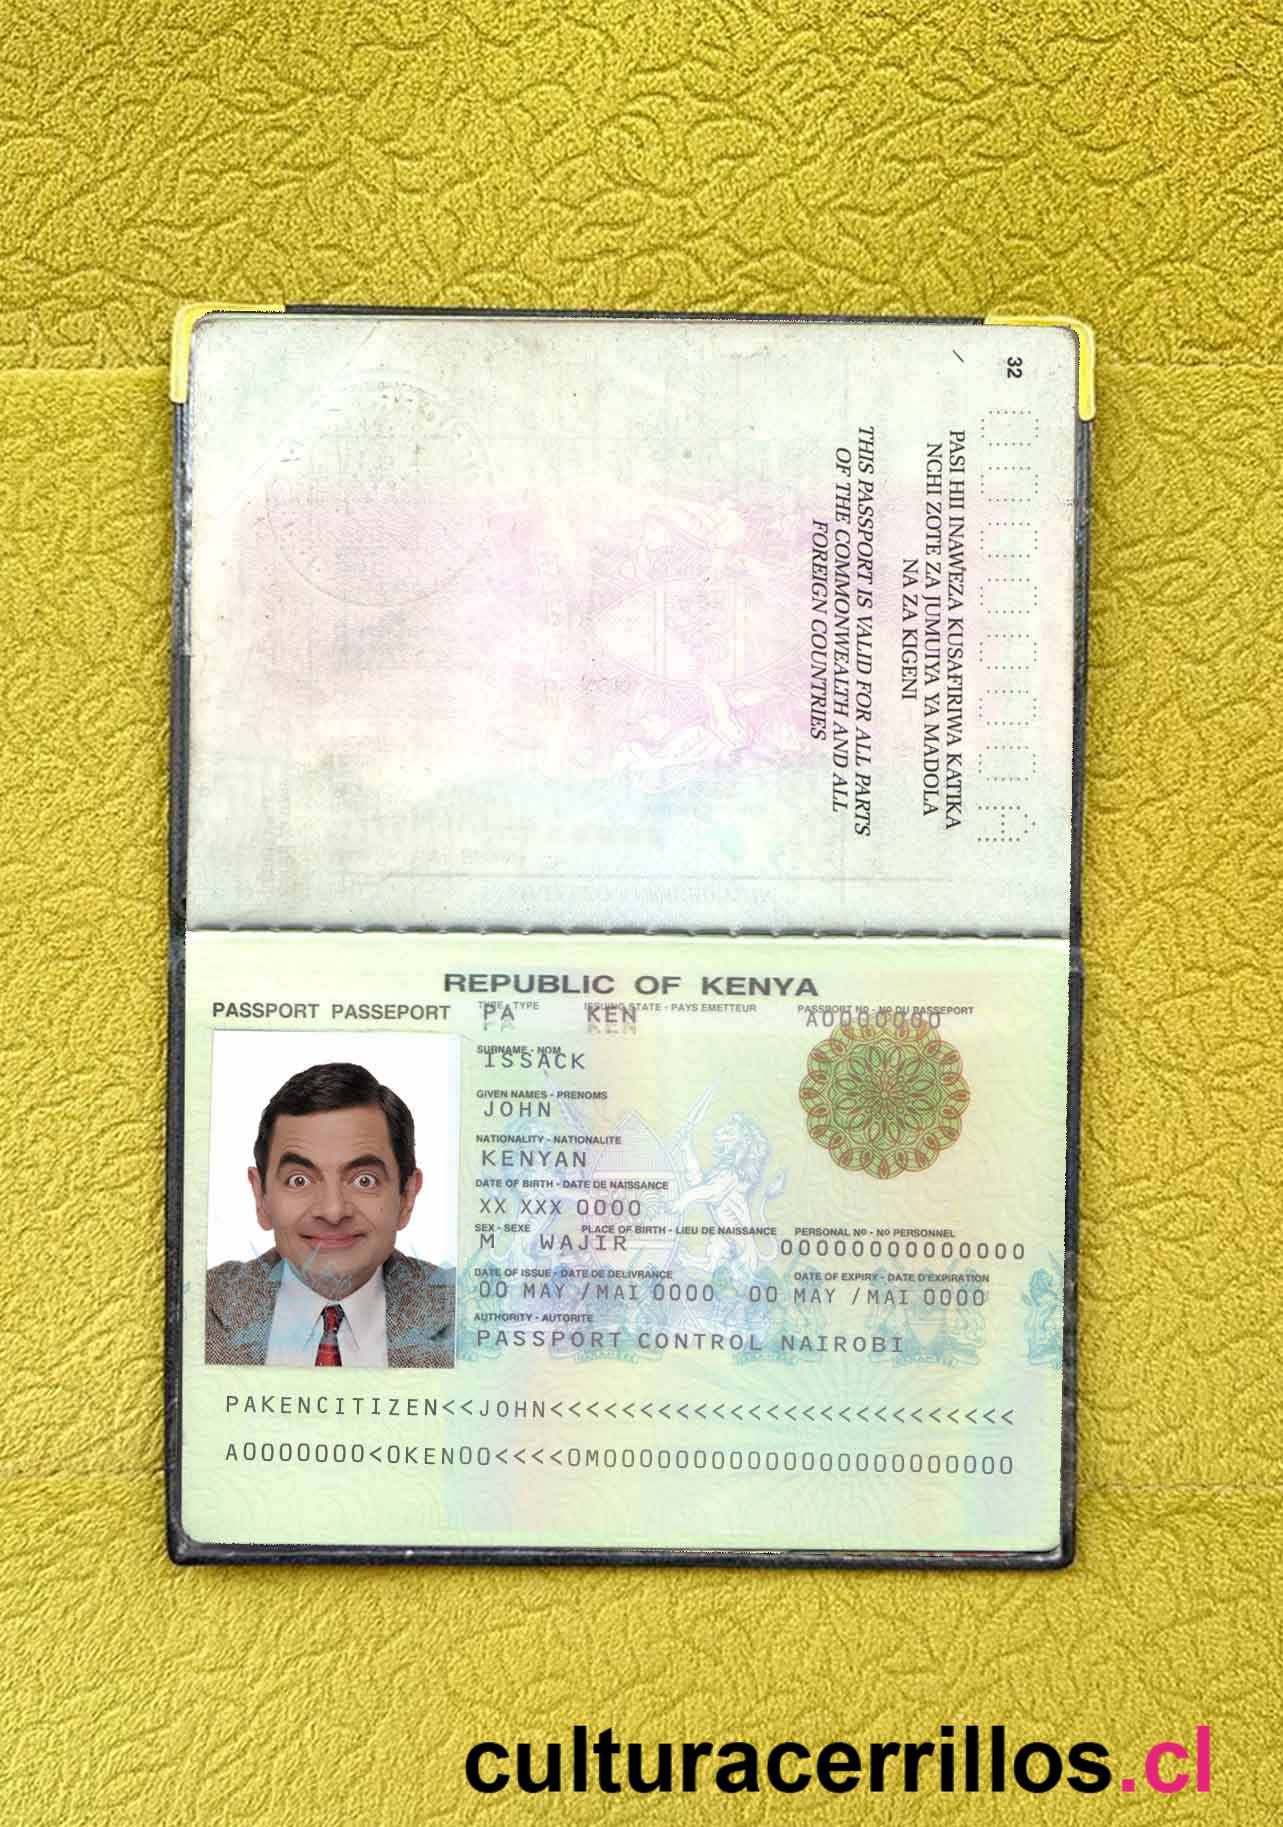 32
PASI HII INAWEZA KUSAFIRIWA KATIKA
NCHI ZOTE ZA JUMUIYA YA MADOLA
NA ZA KIGENI
THIS PASSPORT IS VALID FOR ALL PARTS
OF THE COMMONWEALTH AND ALL
FOREIGN COUNTRIES
REPUBLIC OF KENYA
PASSPORT PASSEPORT
TYPE - TYPE ISSUING STATE - PAYS EMETTEUR PASSPORT Nº - Nº DU PASSEPORT
PA KEN A0000000
SURNAME - NOM
ISSACK
GIVEN NAMES - PRENOMS
JOHN
NATIONALITY - NATIONALITE
KENYAN
DATE OF BIRTH - DATE DE NAISSANCE
XX XXX 0000
SEX - SEXE PLACE OF BIRTH - LIEU DE NAISSANCE PERSONAL Nº - Nº PERSONNEL
M WAJIR 00000000000000
DATE OF ISSUE - DATE DE DELIVRANCE DATE OF EXPIRY - DATE D'EXPIRATION
00 MAY /MAI 0000 00 MAY /MAI 0000
AUTHORITY - AUTORITE
PASSPORT CONTROL NAIROBI
PAKENCITIZEN<<JOHN<<<<<<<<<<<<<<<<<<<<<<<<<<
A0000000<0KEN00<<<<0M00000000000000000000000
culturacerrillos.cl